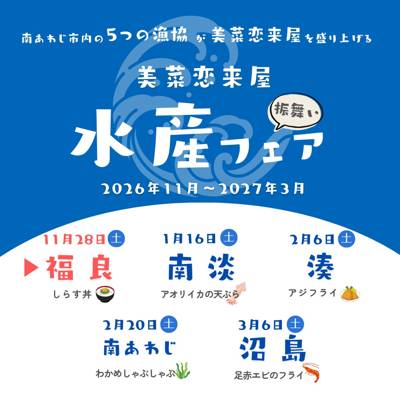 南あわじ市内の5つの漁協 が 美菜恋来屋を盛り上げる
美菜恋来屋
振舞い
水産フェア
2026年11月～2027年3月
11月28日 土
▶福良
しらす丼
1月16日 土
南淡
アオリイカの天ぷら
2月6日 土
湊
アジフライ
2月20日 土
南あわじ
わかめしゃぶしゃぶ
3月6日 土
沼島
足赤エビのフライ